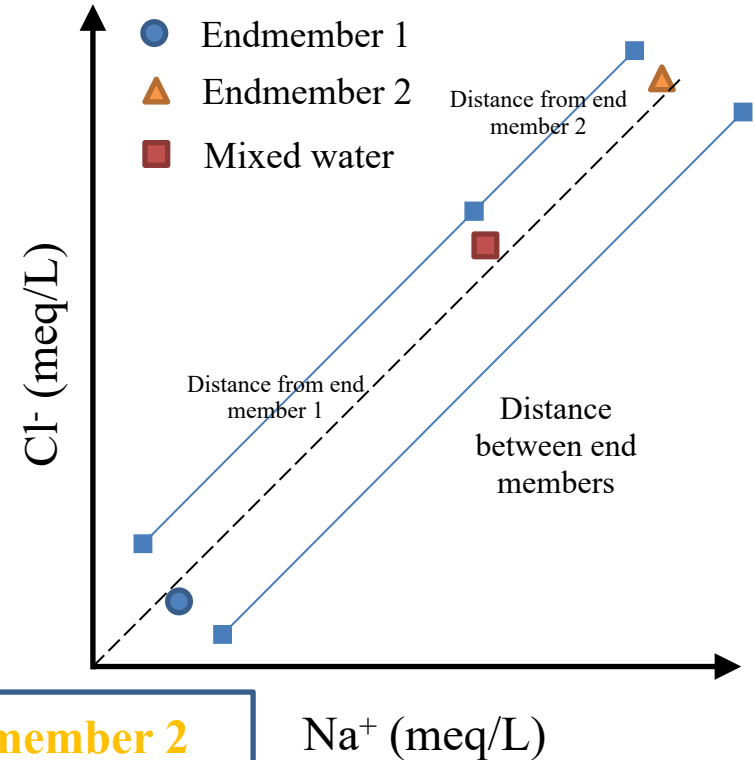 Endmember 1
Endmember 2
Mixed water
Distance from end
member 2
Distance from end
member 1
Distance
between end
members
Cl⁻ (meq/L)
Na⁺ (meq/L)
member 2